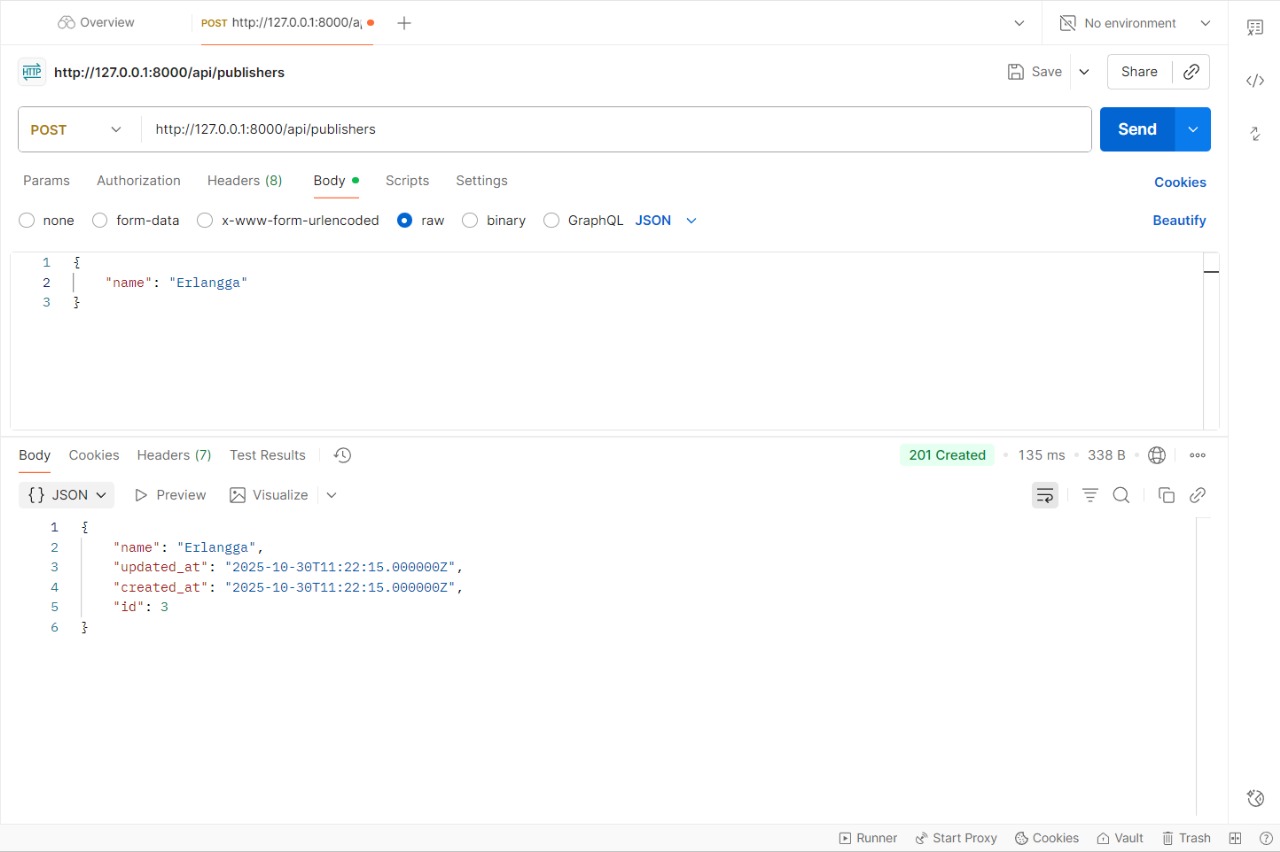 Overview
POST http://127.0.0.1:8000/a
No environment
HTTP http://127.0.0.1:8000/api/publishers
Save
Share
POST http://127.0.0.1:8000/api/publishers
Send
Params Authorization Headers (8) Body Scripts Settings
Cookies
none form-data x-www-form-urlencoded raw binary GraphQL JSON
Beautify
1 {
2 "name": "Erlangga"
3 }
Body Cookies Headers (7) Test Results
201 Created • 135 ms • 338 B •
{} JSON Preview Visualize
1 {
2 "name": "Erlangga",
3 "updated_at": "2025-10-30T11:22:15.000000Z",
4 "created_at": "2025-10-30T11:22:15.000000Z",
5 "id": 3
6 }
Runner Start Proxy Cookies Vault Trash